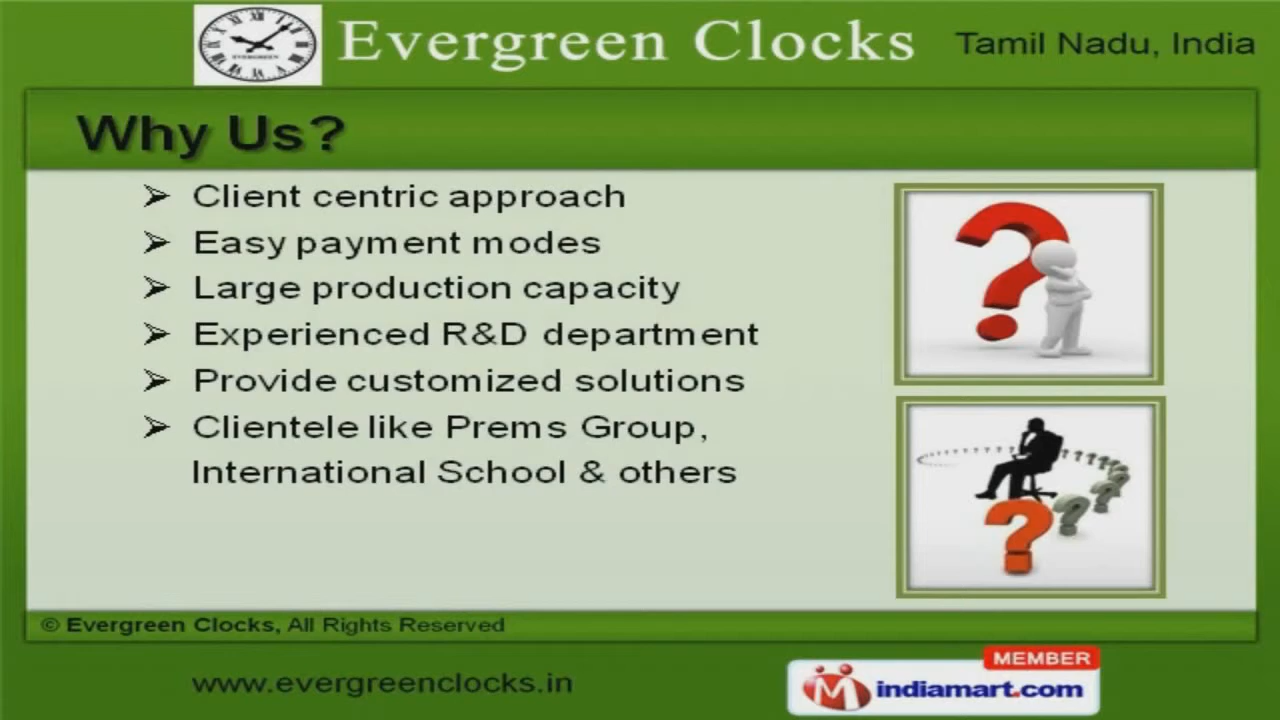 Evergreen Clocks
Tamil Nadu, India
EVERGREEN
Why Us?
➢ Client centric approach
➢ Easy payment modes
➢ Large production capacity
➢ Experienced R&D department
➢ Provide customized solutions
➢ Clientele like Prems Group,
International School & others
© Evergreen Clocks, All Rights Reserved
www.evergreenclocks.in
MEMBER
indiamart.com